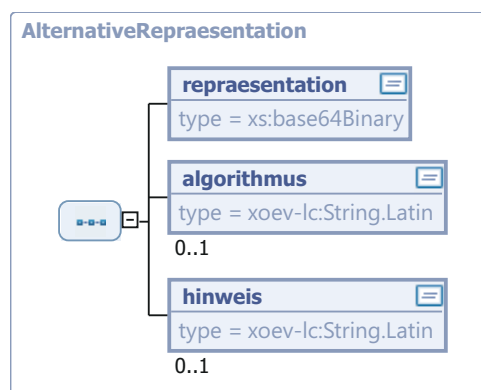 AlternativeRepraesentation
repraesentation
type = xs:base64Binary
algorithmus
type = xoev-lc:String.Latin
0..1
hinweis
type = xoev-lc:String.Latin
0..1